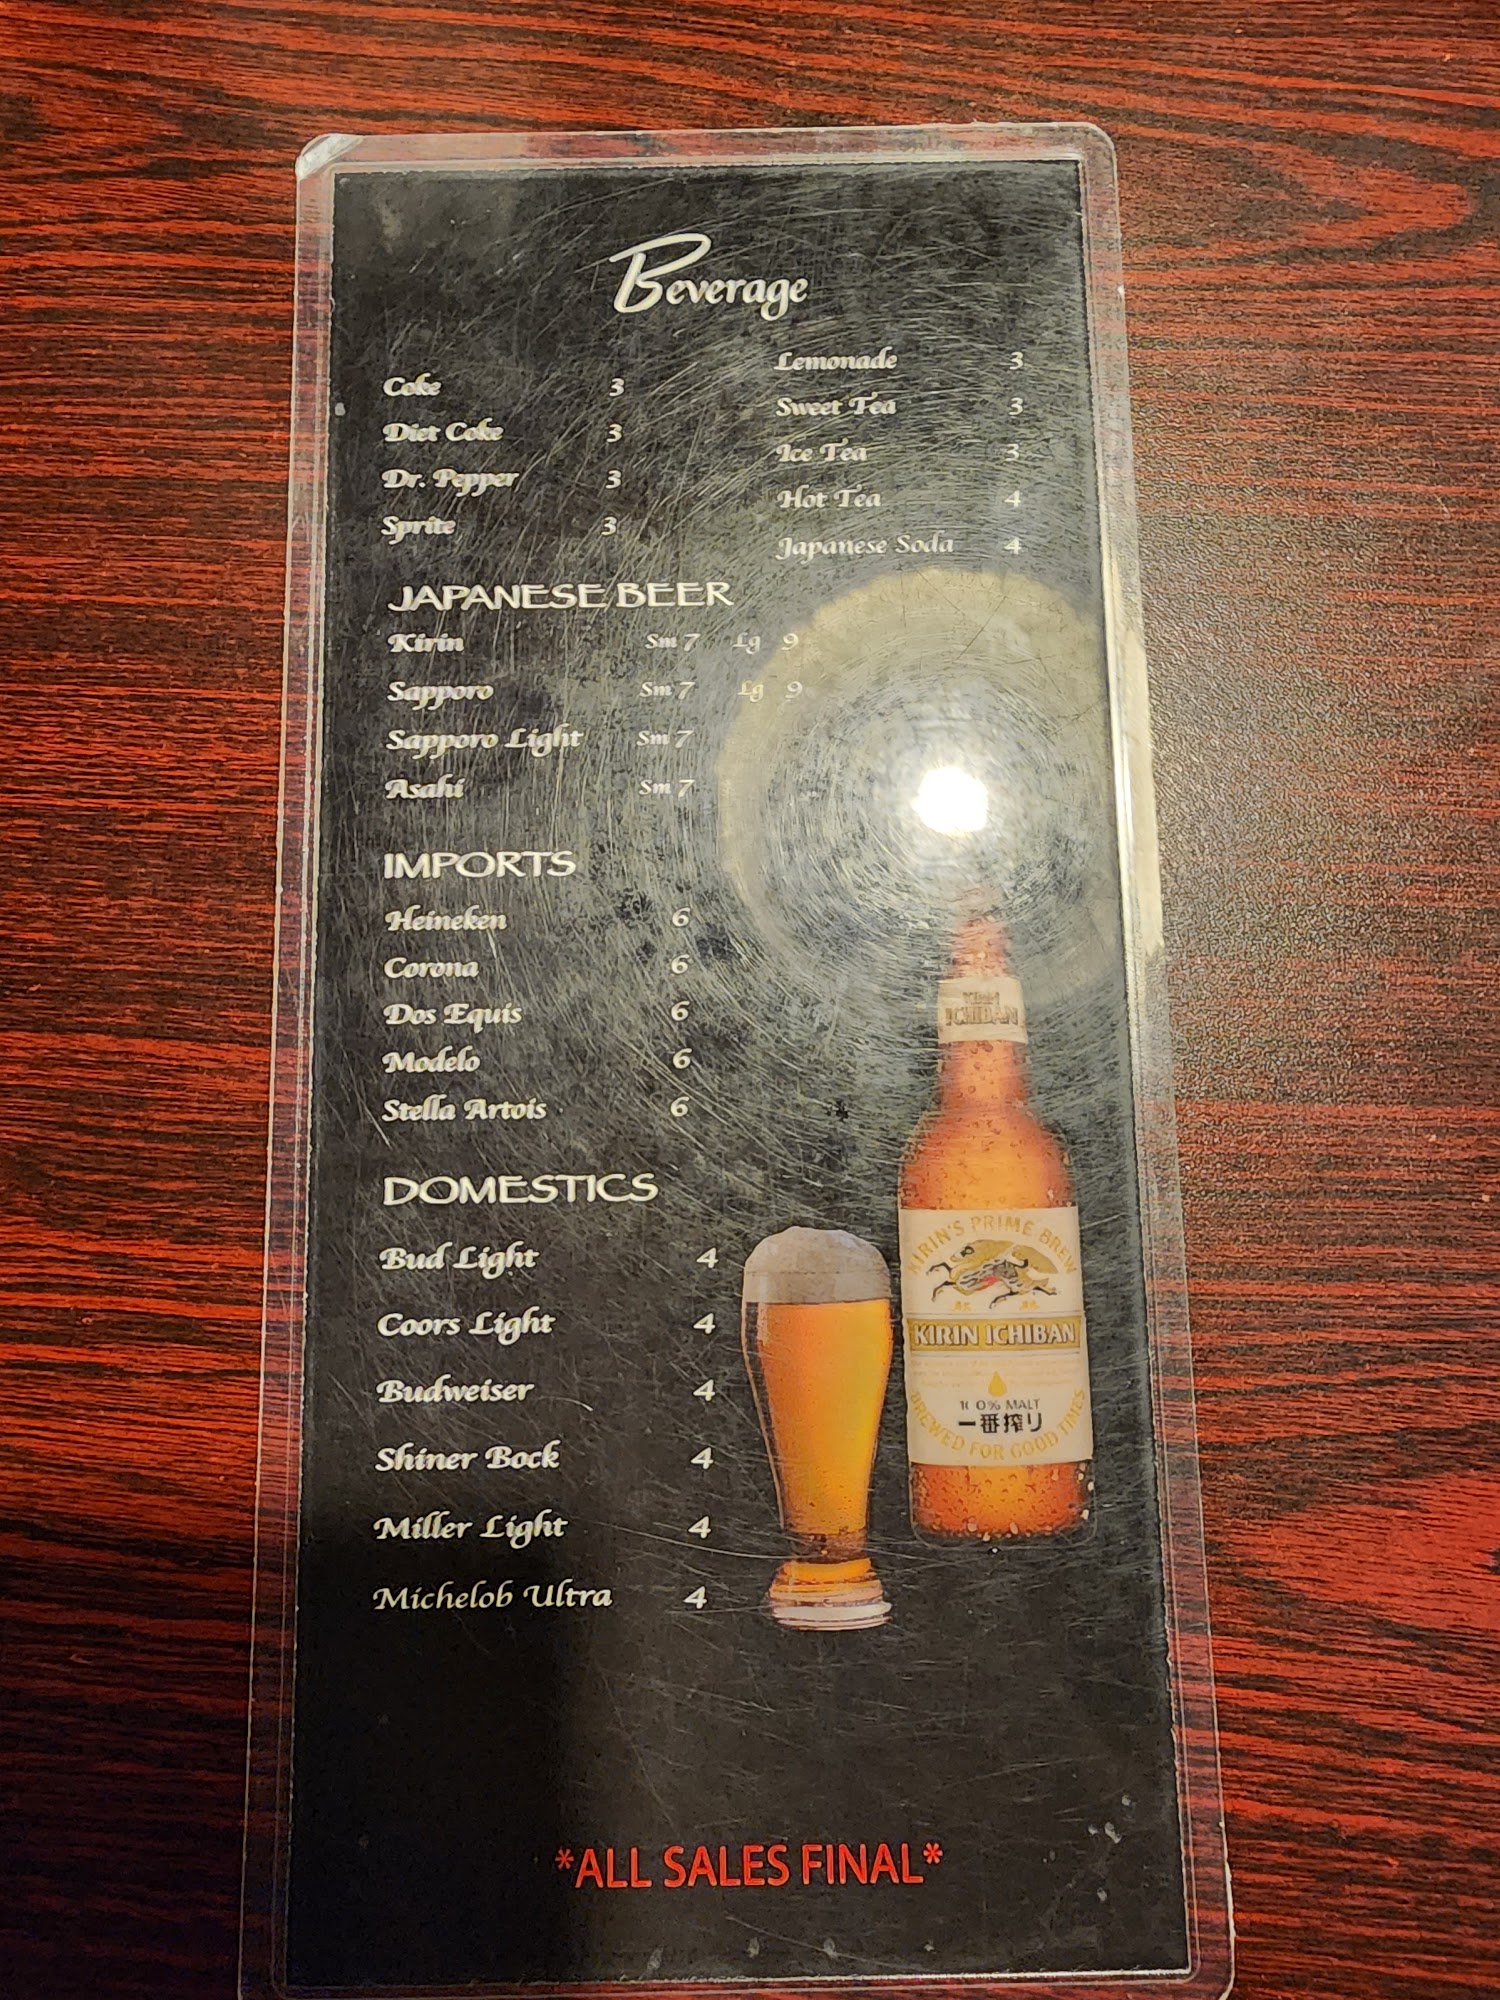 Beverage
Coke 3
Diet Coke 3
Dr. Pepper 3
Sprite 3
Lemonade 3
Sweet Tea 3
Ice Tea 3
Hot Tea 4
Japanese Soda 4
JAPANESE BEER
Kirin Sm 7 Lg 9
Sapporo Sm 7 Lg 9
Sapporo Light Sm 7
Asahi Sm 7
IMPORTS
Heineken 6
Corona 6
Dos Equis 6
Modelo 6
Stella Artois 6
DOMESTICS
Bud Light 4
Coors Light 4
Budweiser 4
Shiner Bock 4
Miller Light 4
Michelob Ultra 4
KIRIN
ICHIBAN
KIRIN'S PRIME BREW
KIRIN ICHIBAN
100% MALT
一番搾り
BREWED FOR GOOD TIMES
*ALL SALES FINAL*